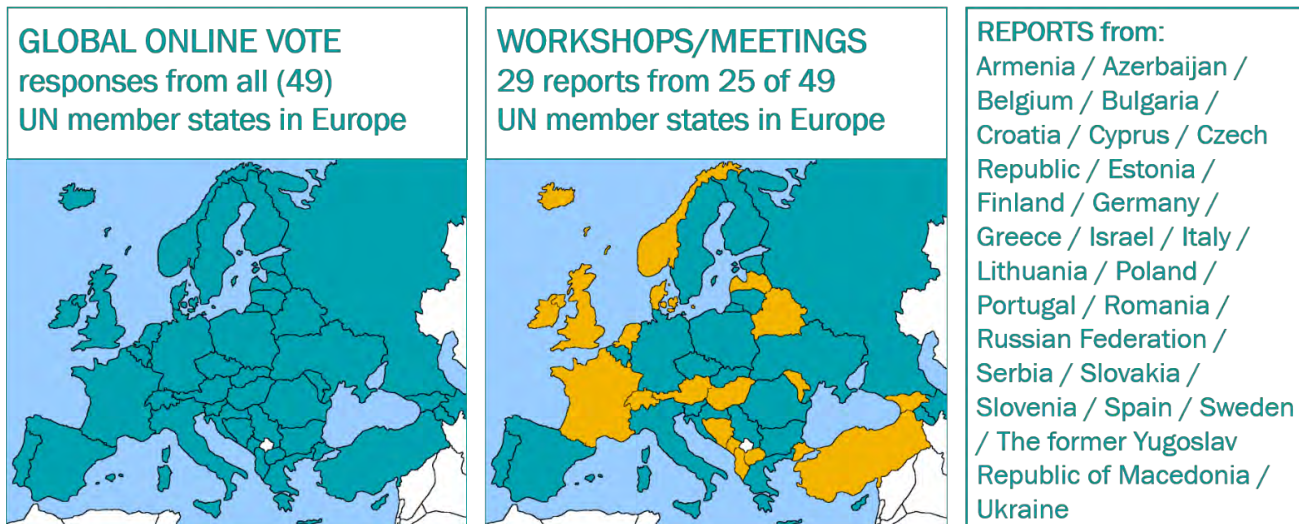 GLOBAL ONLINE VOTE
responses from all (49)
UN member states in Europe
WORKSHOPS/MEETINGS
29 reports from 25 of 49
UN member states in Europe
REPORTS from:
Armenia / Azerbaijan /
Belgium / Bulgaria /
Croatia / Cyprus / Czech
Republic / Estonia /
Finland / Germany /
Greece / Israel / Italy /
Lithuania / Poland /
Portugal / Romania /
Russian Federation /
Serbia / Slovakia /
Slovenia / Spain / Sweden
/ The former Yugoslav
Republic of Macedonia /
Ukraine